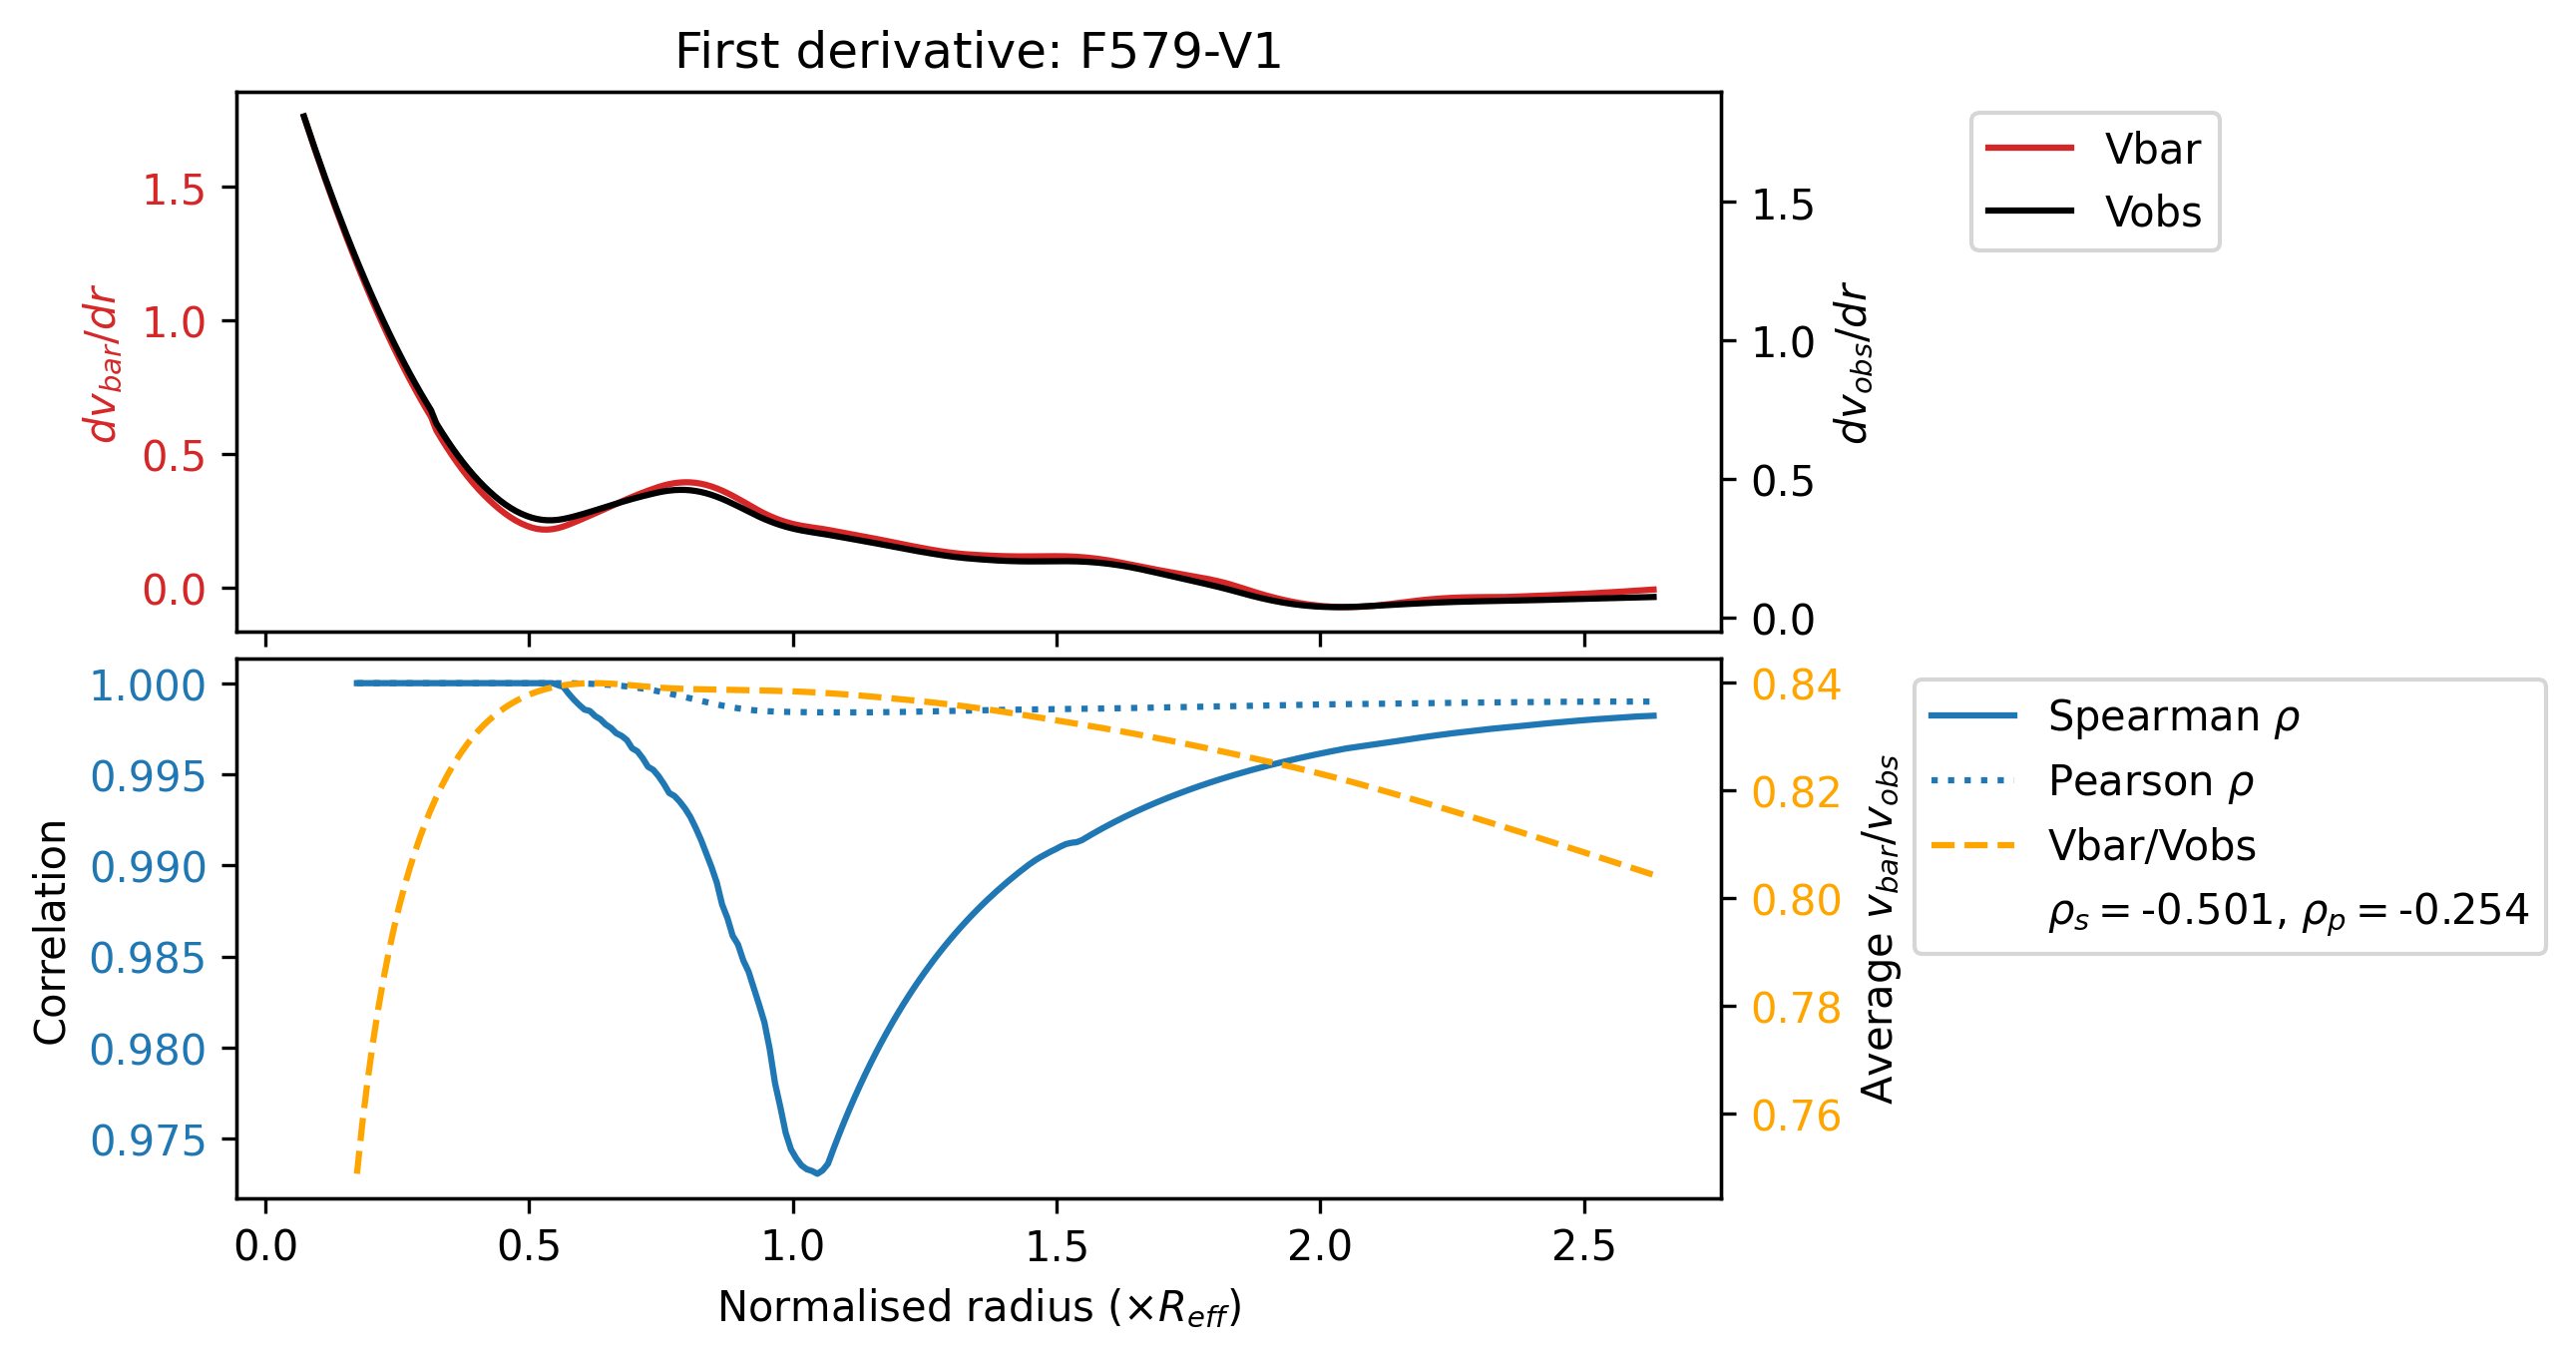 First derivative: F579-V1
1.5
1.0
0.5
0.0
dv_bar/dr
1.5
1.0
0.5
0.0
dv_obs/dr
Vbar
Vobs
1.000
0.995
0.990
0.985
0.980
0.975
Correlation
0.84
0.82
0.80
0.78
0.76
Average v_bar/v_obs
Spearman ρ
Pearson ρ
Vbar/Vobs
ρ_s = -0.501, ρ_p = -0.254
0.0 0.5 1.0 1.5 2.0 2.5
Normalised radius (×R_eff)